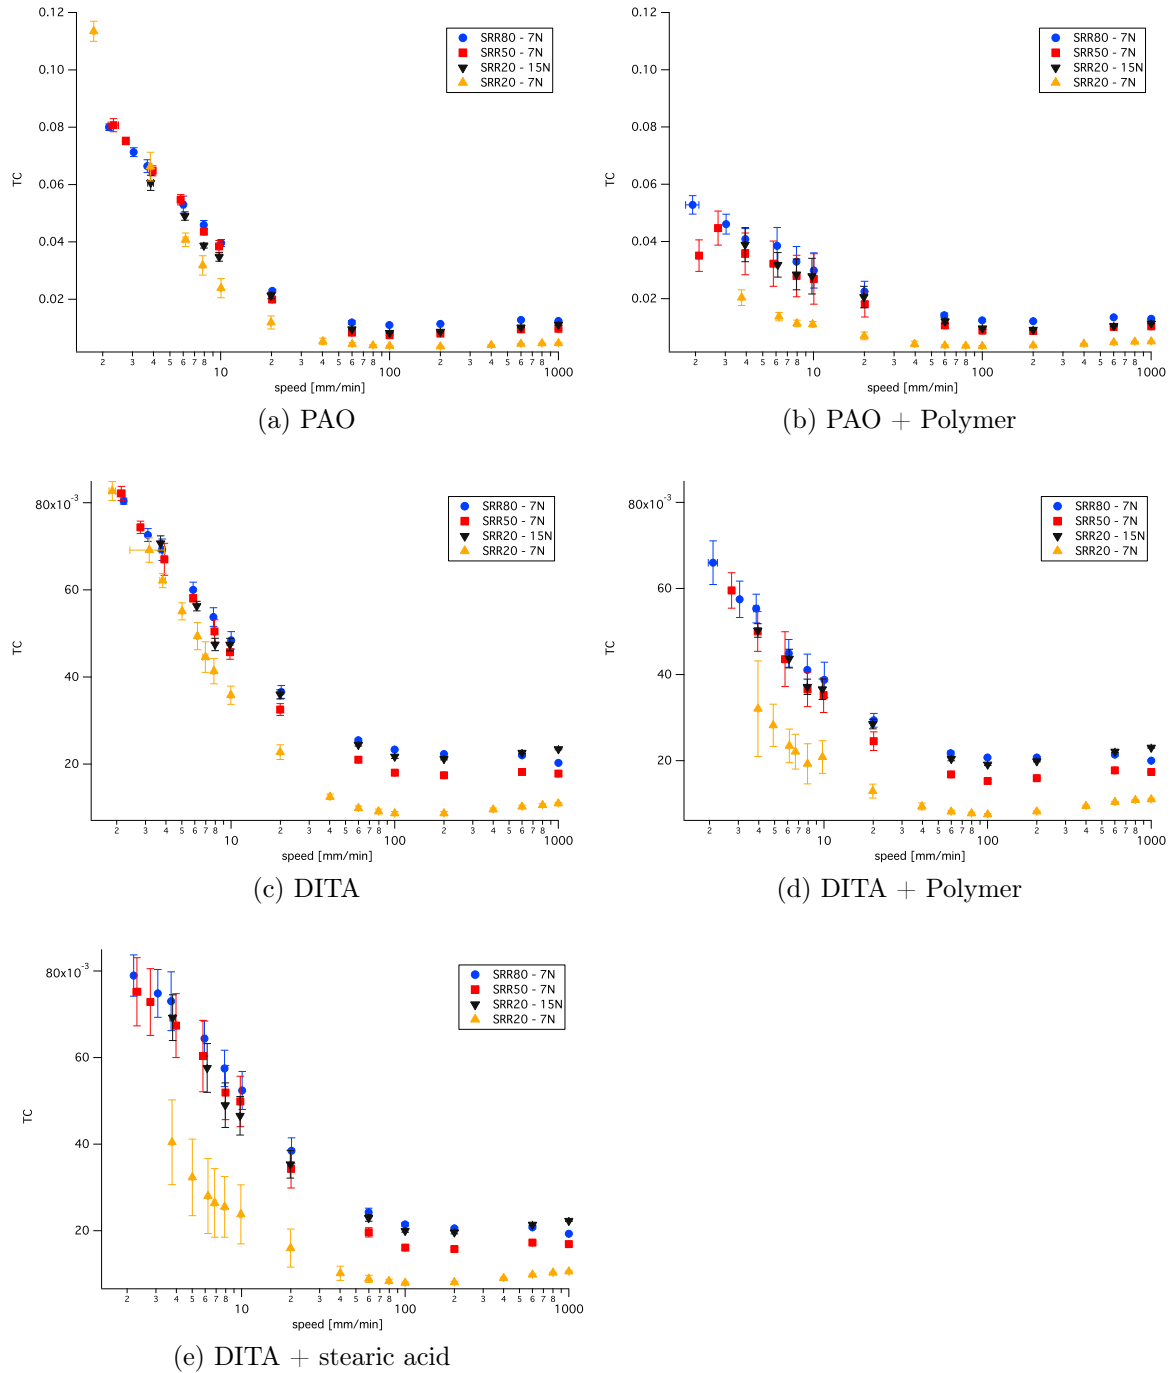 0.12
0.10
0.08
0.06
0.04
0.02
TC
SRR80 - 7N
SRR50 - 7N
SRR20 - 15N
SRR20 - 7N
2 3 4 5 6 7 8 10 2 3 4 5 6 7 8 100 2 3 4 5 6 7 8 1000
speed [mm/min]
(a) PAO
0.12
0.10
0.08
0.06
0.04
0.02
TC
SRR80 - 7N
SRR50 - 7N
SRR20 - 15N
SRR20 - 7N
2 3 4 5 6 7 8 10 2 3 4 5 6 7 8 100 2 3 4 5 6 7 8 1000
speed [mm/min]
(b) PAO + Polymer
80x10⁻³
60
40
20
TC
SRR80 - 7N
SRR50 - 7N
SRR20 - 15N
SRR20 - 7N
2 3 4 5 6 7 8 10 2 3 4 5 6 7 8 100 2 3 4 5 6 7 8 1000
speed [mm/min]
(c) DITA
80x10⁻³
60
40
20
TC
SRR80 - 7N
SRR50 - 7N
SRR20 - 15N
SRR20 - 7N
2 3 4 5 6 7 8 10 2 3 4 5 6 7 8 100 2 3 4 5 6 7 8 1000
speed [mm/min]
(d) DITA + Polymer
80x10⁻³
60
40
20
TC
SRR80 - 7N
SRR50 - 7N
SRR20 - 15N
SRR20 - 7N
2 3 4 5 6 7 8 10 2 3 4 5 6 7 8 100 2 3 4 5 6 7 8 1000
speed [mm/min]
(e) DITA + stearic acid